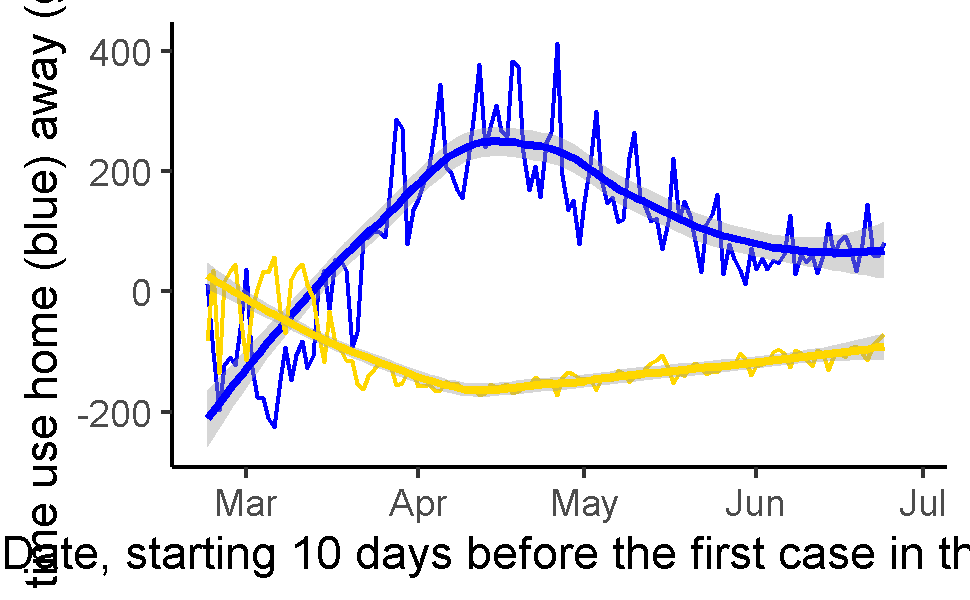 time use home (blue) away (
400
200
0
-200
Mar Apr May Jun Jul
Date, starting 10 days before the first case in th